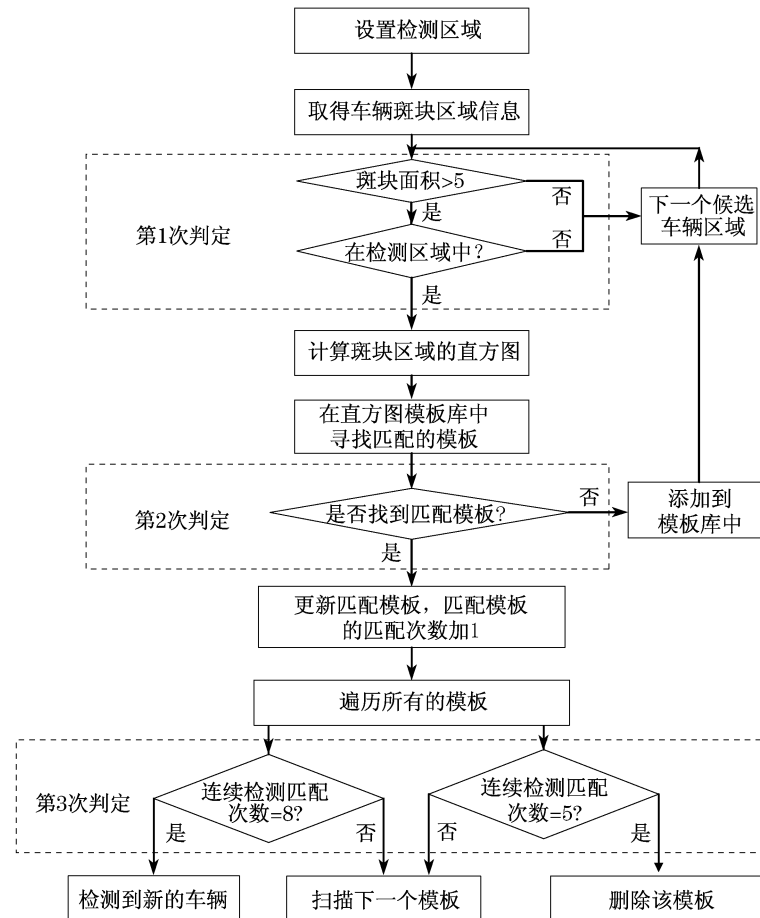 设置检测区域
取得车辆斑块区域信息
斑块面积>5
否
下一个候选
车辆区域
是
第1次判定
在检测区域中?
否
是
计算斑块区域的直方图
在直方图模板库中
寻找匹配的模板
第2次判定
是否找到匹配模板?
否
添加到
模板库中
是
更新匹配模板，匹配模板
的匹配次数加1
遍历所有的模板
第3次判定
连续检测匹配
次数=8?
连续检测匹配
次数=5?
是
否
否
是
检测到新的车辆
扫描下一个模板
删除该模板